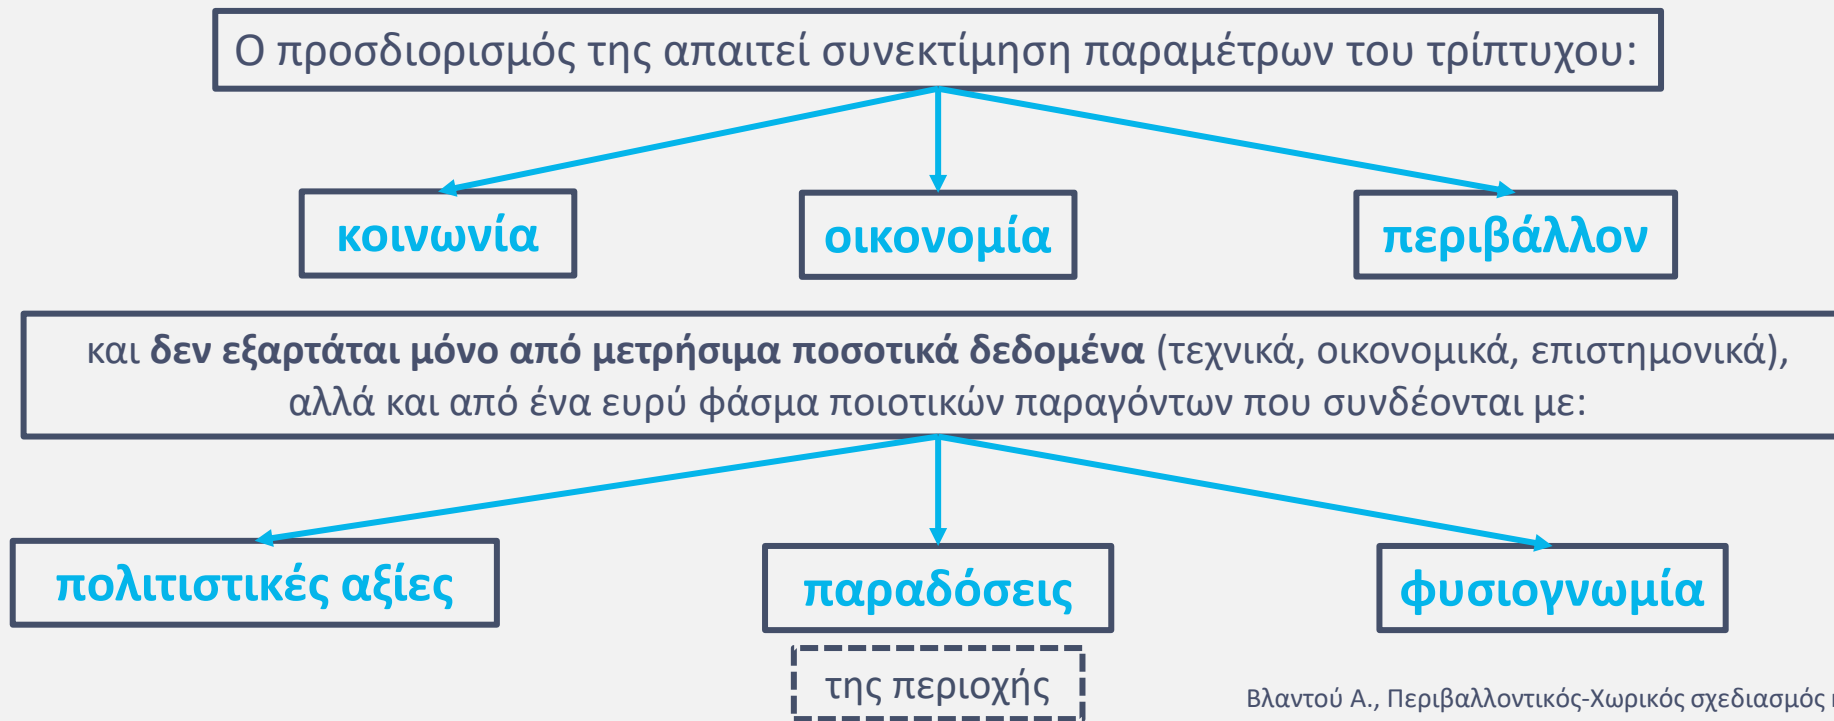 Ο προσδιορισμός της απαιτεί συνεκτίμηση παραμέτρων του τρίπτυχου:
κοινωνία
οικονομία
περιβάλλον
και δεν εξαρτάται μόνο από μετρήσιμα ποσοτικά δεδομένα (τεχνικά, οικονομικά, επιστημονικά),
αλλά και από ένα ευρύ φάσμα ποιοτικών παραγόντων που συνδέονται με:
πολιτιστικές αξίες
παραδόσεις
φυσιογνωμία
της περιοχής
Βλαντού Α., Περιβαλλοντικός-Χωρικός σχεδιασμός